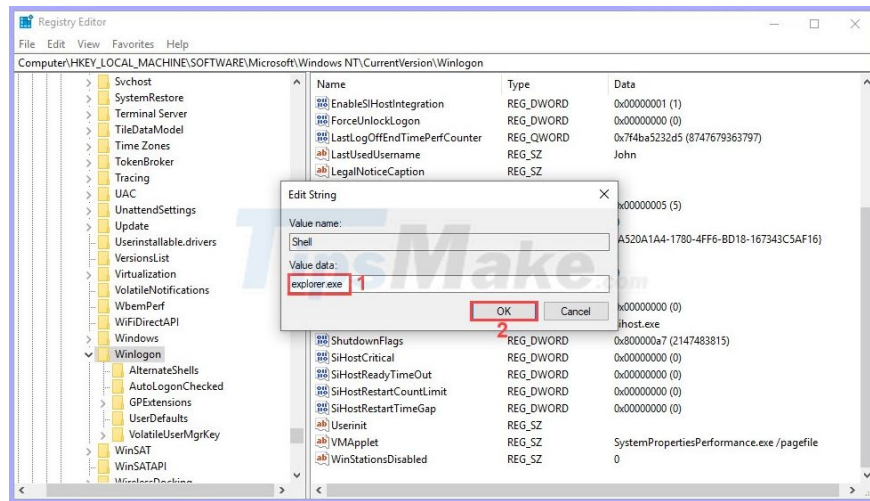 Registry Editor
File Edit View Favorites Help
Computer\HKEY_LOCAL_MACHINE\SOFTWARE\Microsoft\Windows NT\CurrentVersion\Winlogon
Svchost
SystemRestore
Terminal Server
TileDataModel
Time Zones
TokenBroker
Tracing
UAC
UnattendSettings
Update
Userinstallable.drivers
VersionsList
Virtualization
VolatileNotifications
WbemPerf
WiFiDirectAPI
Windows
Winlogon
AlternateShells
AutoLogonChecked
GPExtensions
UserDefaults
VolatileUserMgrKey
WinSAT
WinSATAPI
WirelessDocking
Name Type Data
EnableSIHostIntegration REG_DWORD 0x00000001 (1)
ForceUnlockLogon REG_DWORD 0x00000000 (0)
LastLogOffEndTimePerfCounter REG_QWORD 0x7f4ba5232d5 (8747679363797)
LastUsedUsername REG_SZ John
LegalNoticeCaption REG_SZ
0x00000005 (5)
A520A1A4-1780-4FF6-BD18-167343C5AF16}
0x00000000 (0)
sihost.exe
ShutdownFlags REG_DWORD 0x800000a7 (2147483815)
SiHostCritical REG_DWORD 0x00000000 (0)
SiHostReadyTimeOut REG_DWORD 0x00000000 (0)
SiHostRestartCountLimit REG_DWORD 0x00000000 (0)
SiHostRestartTimeGap REG_DWORD 0x00000000 (0)
Userinit REG_SZ
VMApplet REG_SZ SystemPropertiesPerformance.exe /pagefile
WinStationsDisabled REG_SZ 0
Edit String
Value name:
Shell
Value data:
explorer.exe 1
OK Cancel
2
TipsMake.com